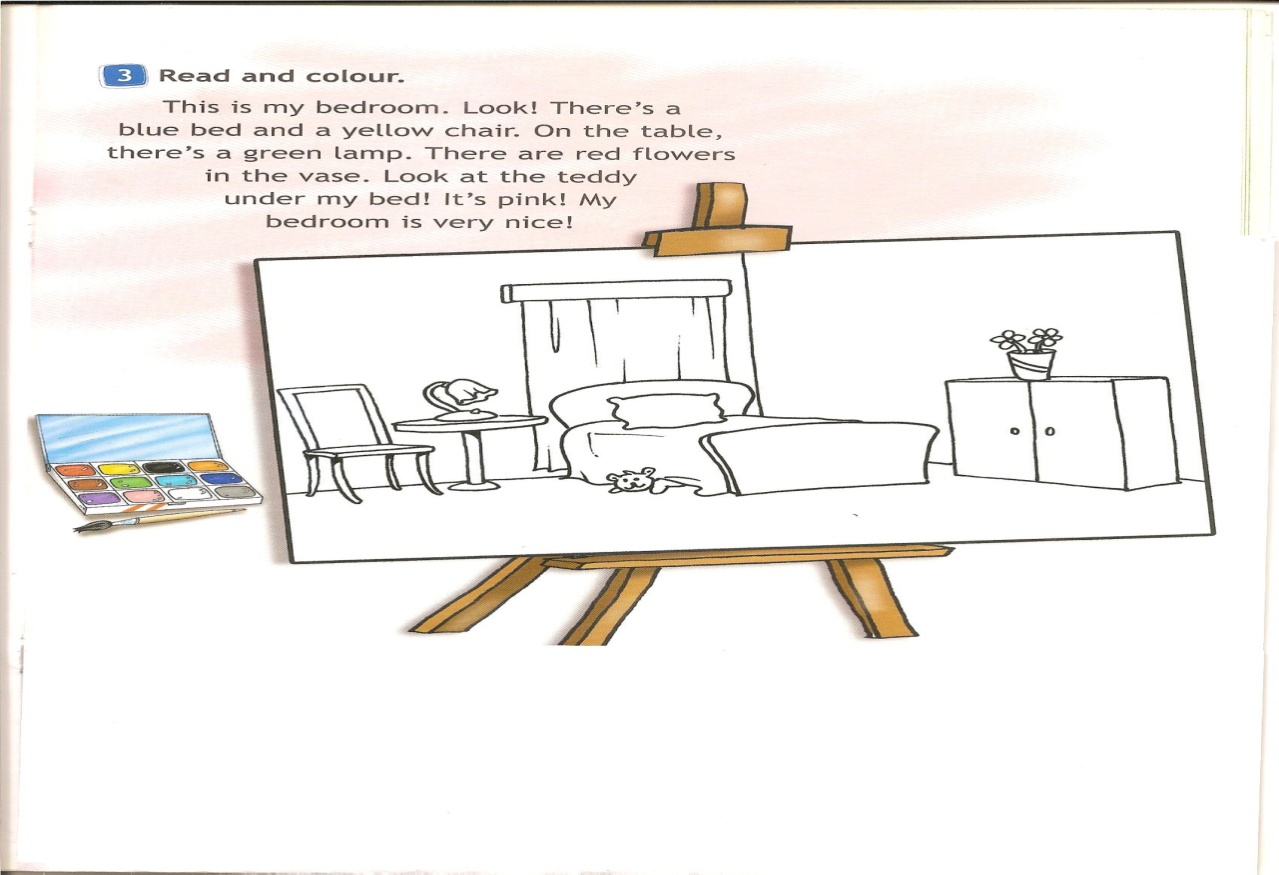 3 Read and colour.
This is my bedroom. Look! There's a
blue bed and a yellow chair. On the table,
there's a green lamp. There are red flowers
in the vase. Look at the teddy
under my bed! It's pink! My
bedroom is very nice!